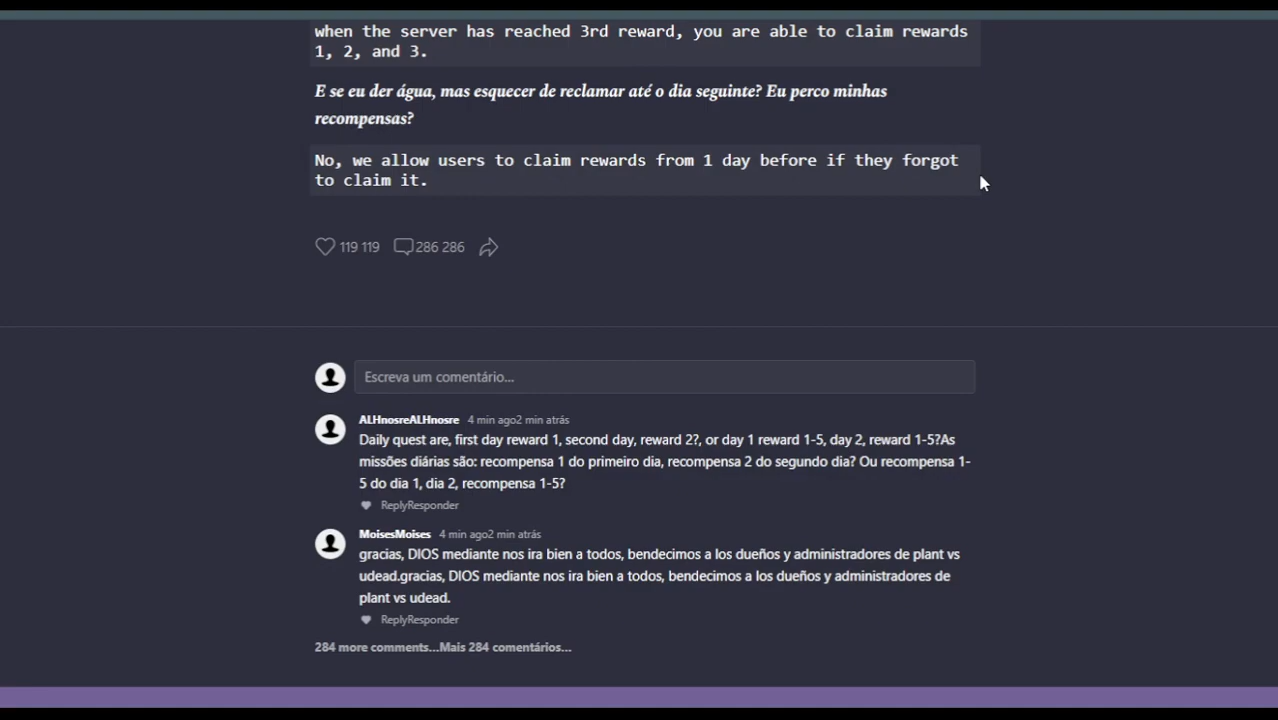 when the server has reached 3rd reward, you are able to claim rewards
1, 2, and 3.
E se eu der água, mas esquecer de reclamar até o dia seguinte? Eu perco minhas
recompensas?
No, we allow users to claim rewards from 1 day before if they forgot
to claim it.
119 119 286 286
Escreva um comentário...
ALHnosreALHnosre 4 min ago2 min atrás
Daily quest are, first day reward 1, second day, reward 2?, or day 1 reward 1-5, day 2, reward 1-5?As
missões diárias são: recompensa 1 do primeiro dia, recompensa 2 do segundo dia? Ou recompensa 1-
5 do dia 1, dia 2, recompensa 1-5?
ReplyResponder
MoisesMoises 4 min ago2 min atrás
gracias, DIOS mediante nos ira bien a todos, bendecimos a los dueños y administradores de plant vs
udead.gracias, DIOS mediante nos ira bien a todos, bendecimos a los dueños y administradores de
plant vs udead.
ReplyResponder
284 more comments...Mais 284 comentários...